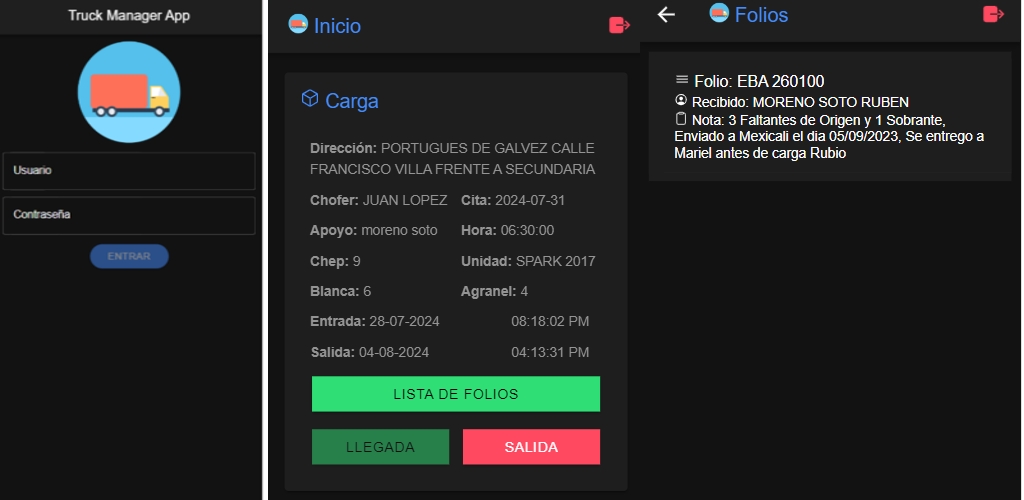 Truck Manager App
Usuario
Contraseña
ENTRAR
Inicio
Carga
Dirección: PORTUGUES DE GALVEZ CALLE
FRANCISCO VILLA FRENTE A SECUNDARIA
Chofer: JUAN LOPEZ Cita: 2024-07-31
Apoyo: moreno soto Hora: 06:30:00
Chep: 9 Unidad: SPARK 2017
Blanca: 6 Agranel: 4
Entrada: 28-07-2024 08:18:02 PM
Salida: 04-08-2024 04:13:31 PM
LISTA DE FOLIOS
LLEGADA SALIDA
Folios
Folio: EBA 260100
Recibido: MORENO SOTO RUBEN
Nota: 3 Faltantes de Origen y 1 Sobrante,
Enviado a Mexicali el dia 05/09/2023, Se entrego a
Mariel antes de carga Rubio